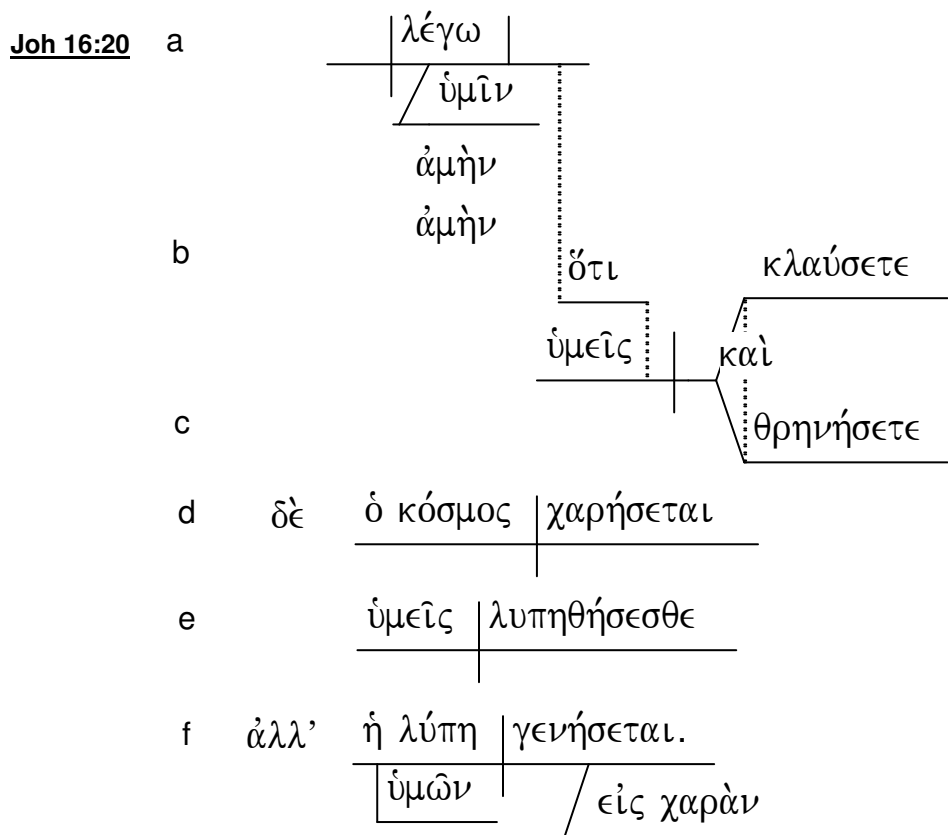 Joh 16:20 a λέγω
ὑμῖν
ἀμὴν
ἀμὴν
b ὅτι κλαύσετε
ὑμεῖς καὶ
c θρηνήσετε
d δὲ ὁ κόσμος χαρήσεται
e ὑμεῖς λυπηθήσεσθε
f ἀλλ’ ἡ λύπη γενήσεται.
ὑμῶν εἰς χαρὰν